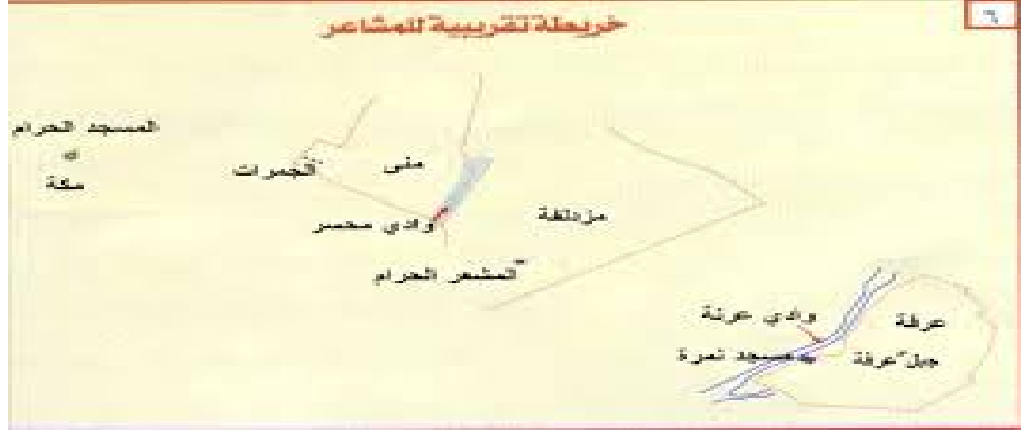 ٦
خريطة تقريبية للمشاعر
المسجد الحرام
مكة
الجمرات
منى
وادي محسر
مزدلفة
المشعر الحرام
وادي عرنة
مسجد نمرة
عرفة
جبل عرفة